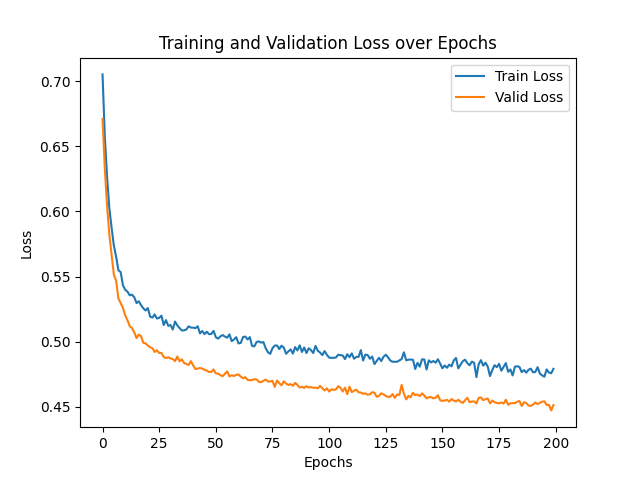 Training and Validation Loss over Epochs
Train Loss
Valid Loss
Loss
0.70
0.65
0.60
0.55
0.50
0.45
0 25 50 75 100 125 150 175 200
Epochs